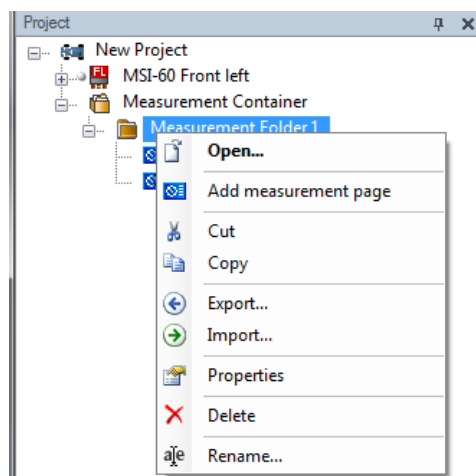 Project
New Project
FL MSI-60 Front left
Measurement Container
Measurement Folder 1
Open...
Add measurement page
Cut
Copy
Export...
Import...
Properties
Delete
Rename...